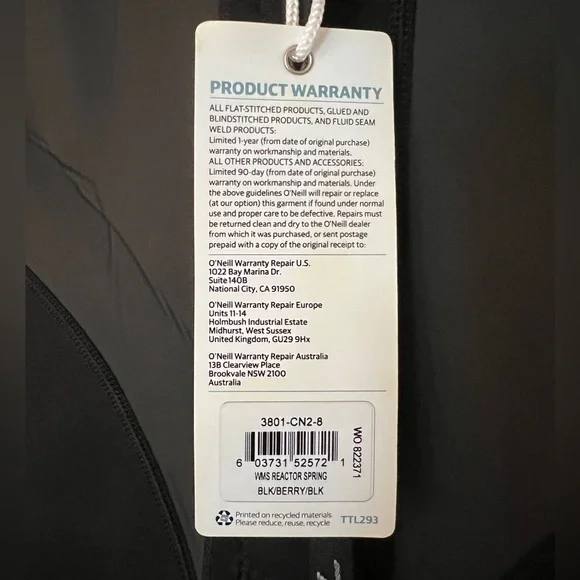 PRODUCT WARRANTY
ALL FLAT-STITCHED PRODUCTS, GLUED AND
BLINDSTITCHED PRODUCTS, AND FLUID SEAM
WELD PRODUCTS:
Limited 1-year (from date of original purchase)
warranty on workmanship and materials.
ALL OTHER PRODUCTS AND ACCESSORIES:
Limited 90-day (from date of original purchase)
warranty on workmanship and materials. Under
the above guidelines O'Neill will repair or replace
(at our option) this garment if found under normal
use and proper care to be defective. Repairs must
be returned clean and dry to the O'Neill dealer
from which it was purchased, or sent postage
prepaid with a copy of the original receipt to:
O'Neill Warranty Repair U.S.
1022 Bay Marina Dr.
Suite 140B
National City, CA 91950
O'Neill Warranty Repair Europe
Units 11-14
Holmbush Industrial Estate
Midhurst, West Sussex
United Kingdom, GU29 9Hx
O'Neill Warranty Repair Australia
13B Clearview Place
Brookvale NSW 2100
Australia
3801-CN2-8
6 03731 52572 1
WMS REACTOR SPRING
BLK/BERRY/BLK
WO 822371
Printed on recycled materials
Please reduce, reuse, recycle
TTL293